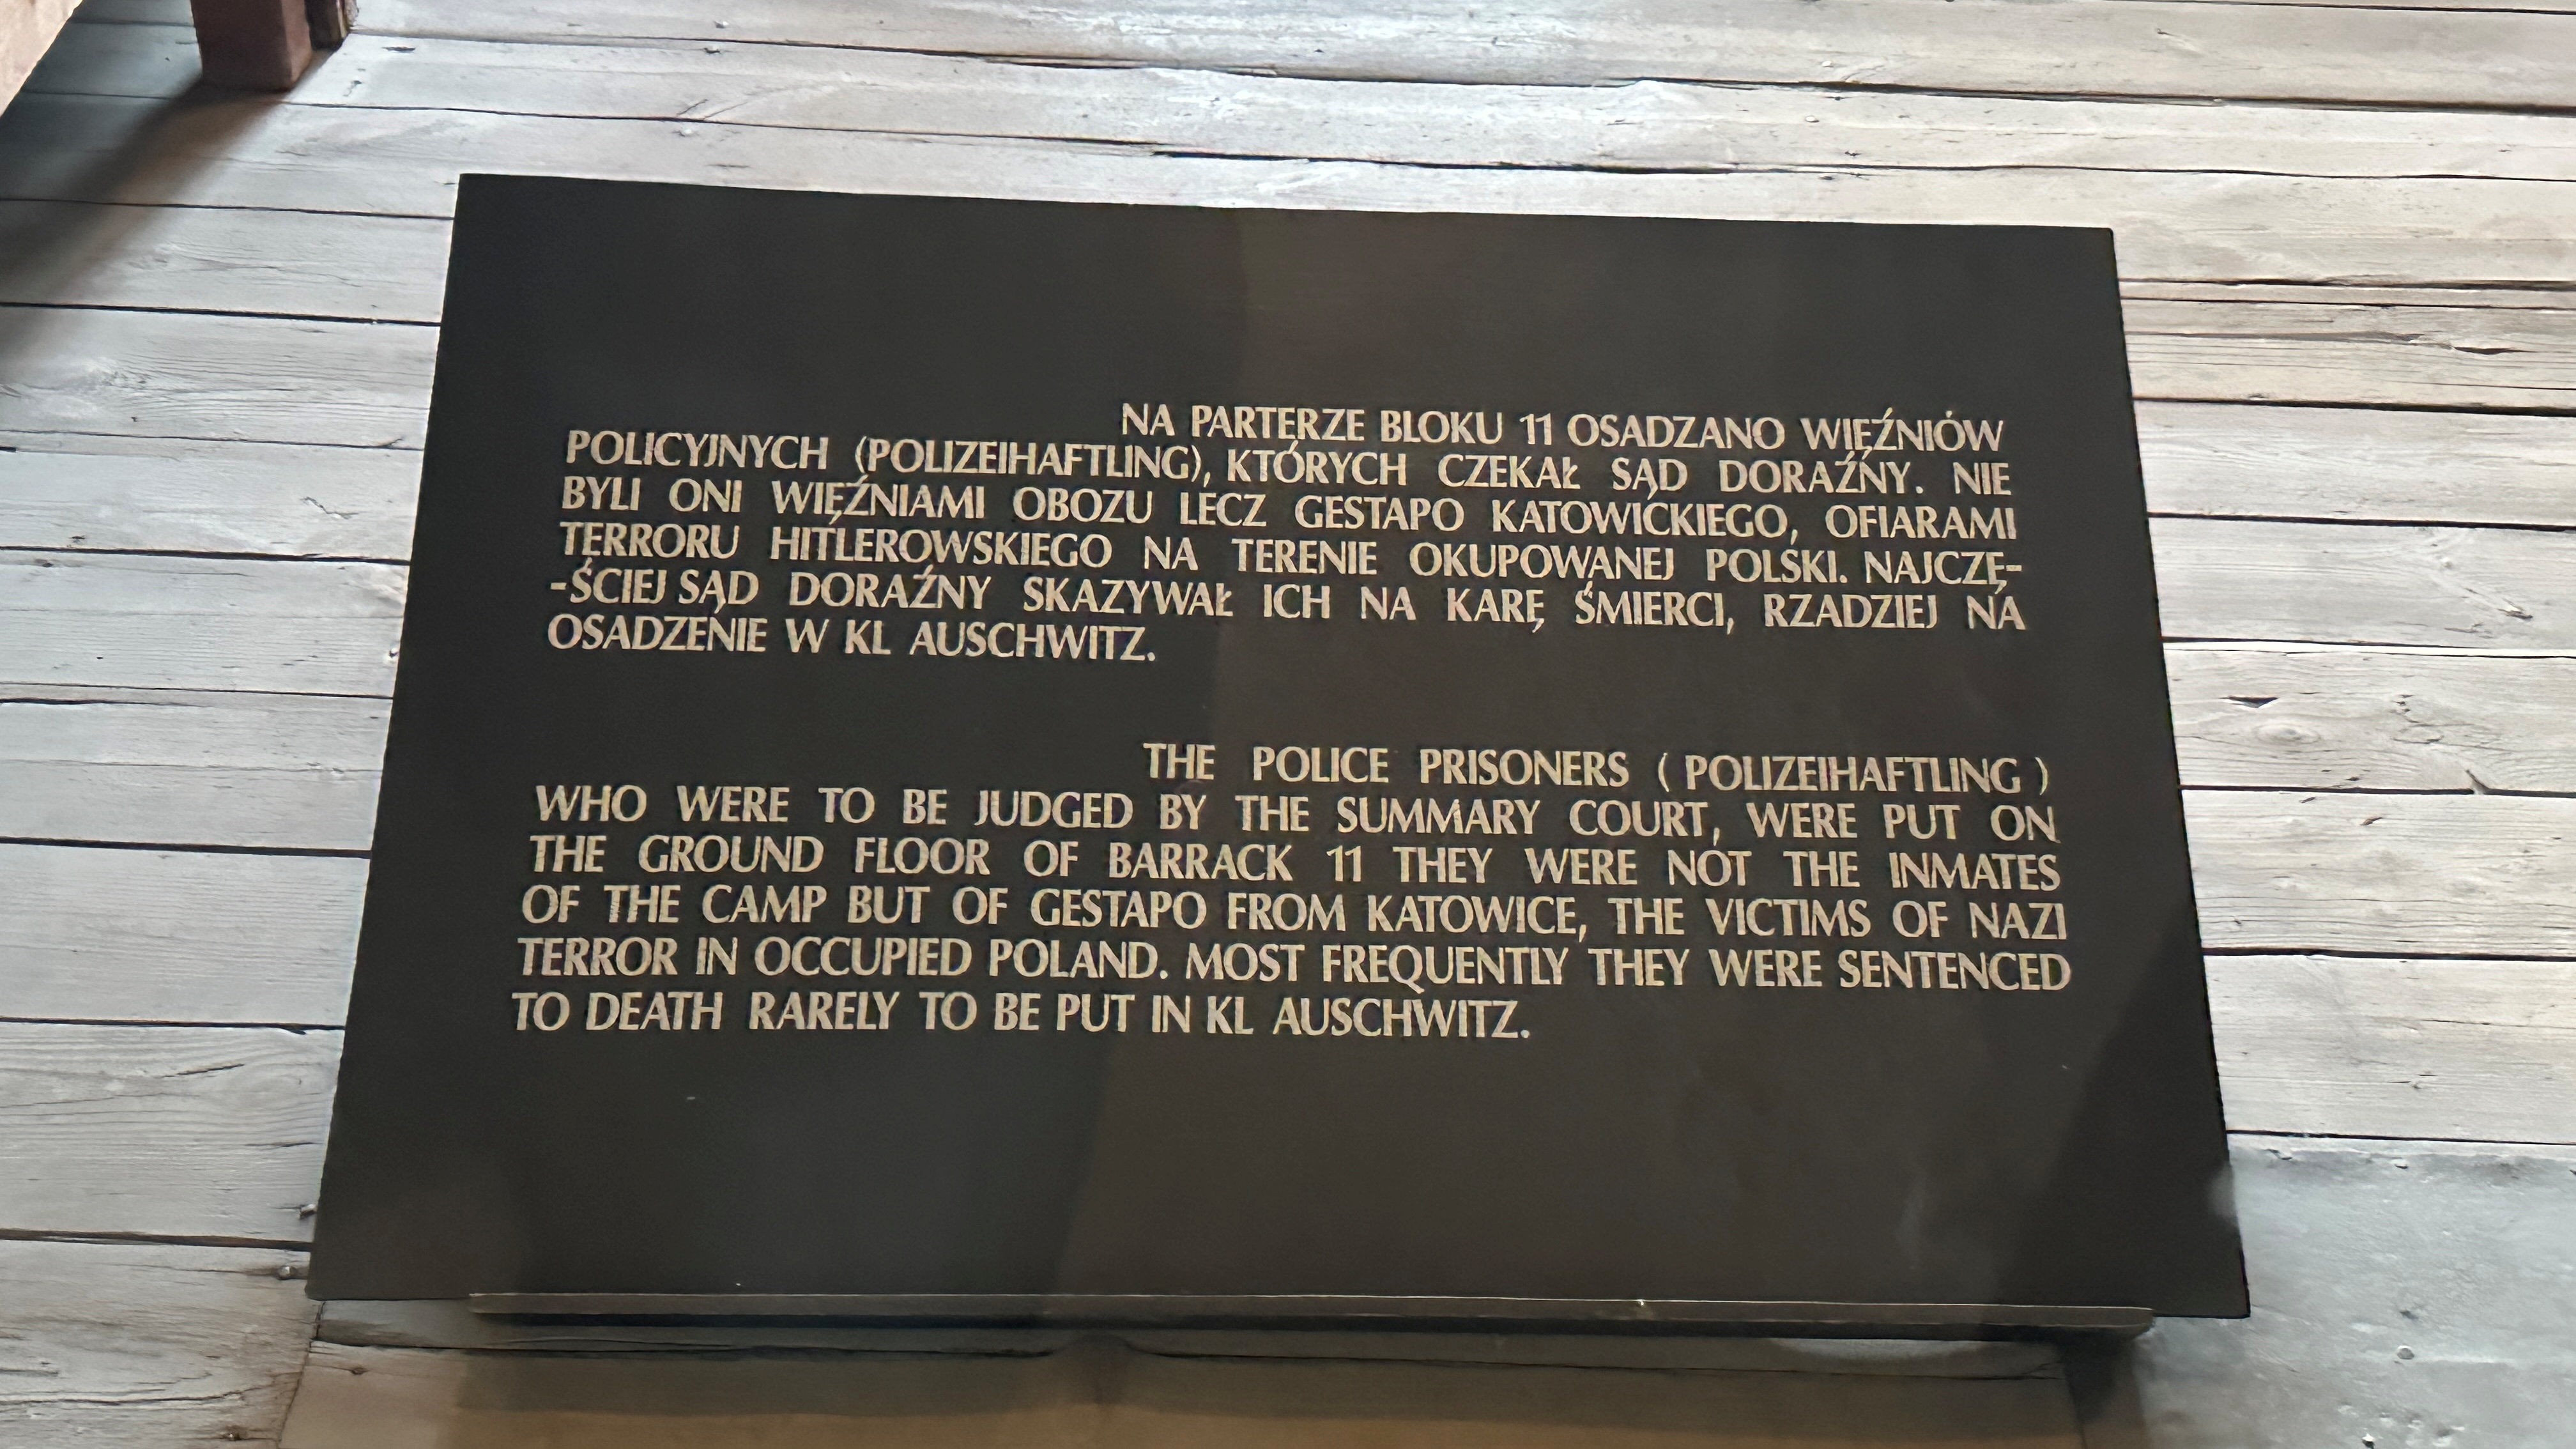 NA PARTERZE BLOKU 11 OSADZANO WIĘŹNIÓW
POLICYJNYCH (POLIZEIHAFTLING), KTÓRYCH CZEKAŁ SĄD DORAŹNY. NIE
BYLI ONI WIĘŹNIAMI OBOZU LECZ GESTAPO KATOWICKIEGO, OFIARAMI
TERRORU HITLEROWSKIEGO NA TERENIE OKUPOWANEJ POLSKI. NAJCZĘ-
-ŚCIEJ SĄD DORAŹNY SKAZYWAŁ ICH NA KARĘ ŚMIERCI, RZADZIEJ NA
OSADZENIE W KL AUSCHWITZ.
THE POLICE PRISONERS ( POLIZEIHAFTLING )
WHO WERE TO BE JUDGED BY THE SUMMARY COURT, WERE PUT ON
THE GROUND FLOOR OF BARRACK 11 THEY WERE NOT THE INMATES
OF THE CAMP BUT OF GESTAPO FROM KATOWICE, THE VICTIMS OF NAZI
TERROR IN OCCUPIED POLAND. MOST FREQUENTLY THEY WERE SENTENCED
TO DEATH RARELY TO BE PUT IN KL AUSCHWITZ.